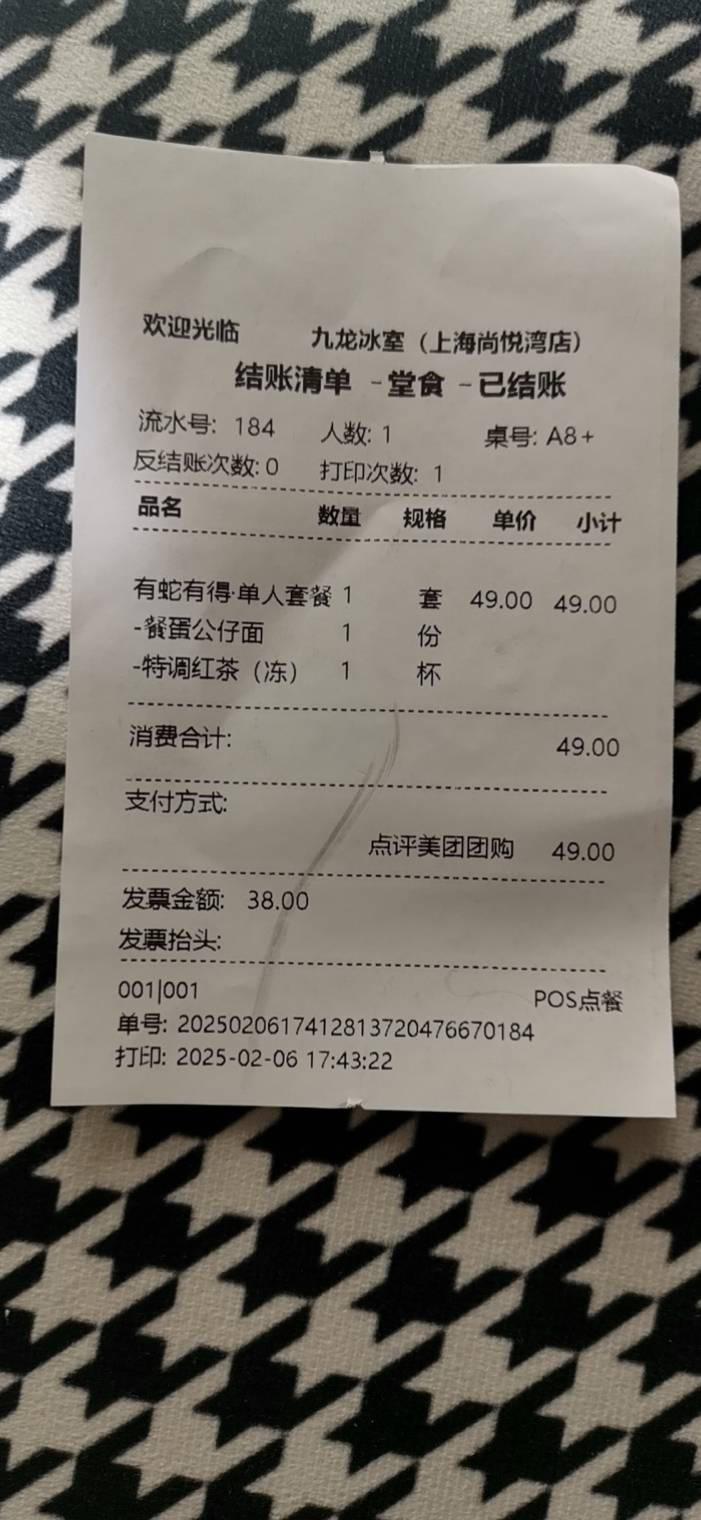 欢迎光临 九龙冰室（上海尚悦湾店）
结账清单 -堂食 -已结账
流水号: 184 人数: 1 桌号: A8+
反结账次数: 0 打印次数: 1
品名 数量 规格 单价 小计
有蛇有得·单人套餐 1 套 49.00 49.00
-餐蛋公仔面 1 份
-特调红茶（冻） 1 杯
消费合计: 49.00
支付方式:
点评美团团购 49.00
发票金额: 38.00
发票抬头:
001|001 POS点餐
单号: 20250206174128137204766​70184
打印: 2025-02-06 17:43:22